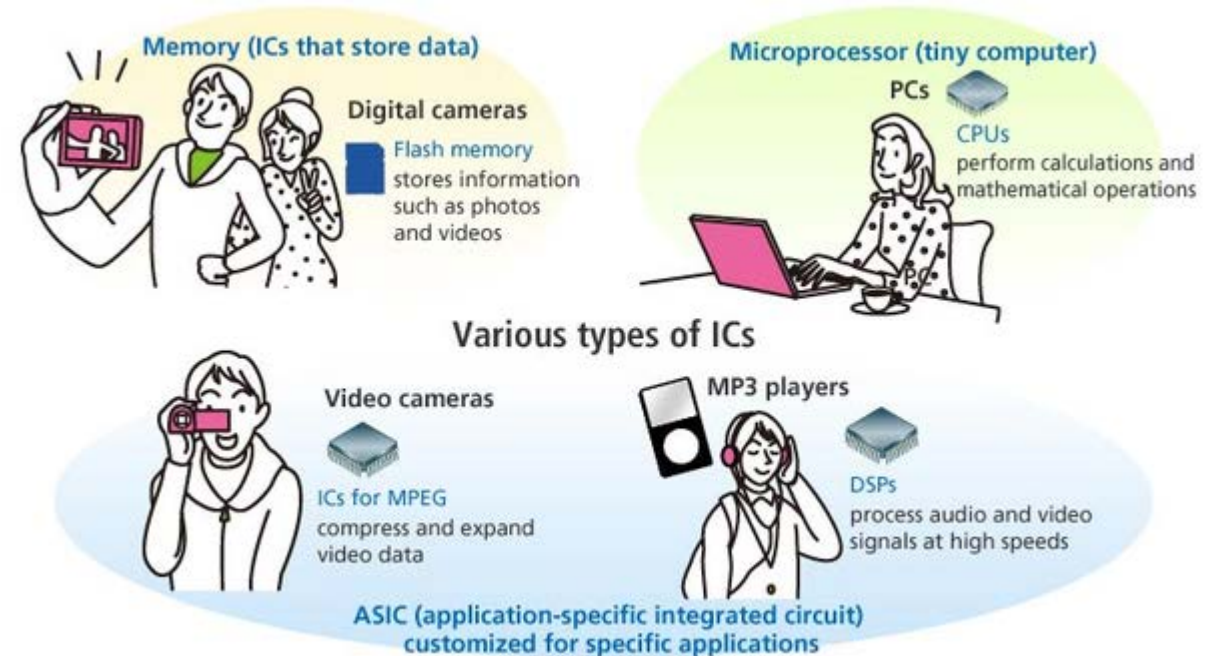 Memory (ICs that store data)
Digital cameras
Flash memory
stores information
such as photos
and videos
Microprocessor (tiny computer)
PCs
CPUs
perform calculations and
mathematical operations
PC
Various types of ICs
Video cameras
ICs for MPEG
compress and expand
video data
MP3 players
DSPs
process audio and video
signals at high speeds
ASIC (application-specific integrated circuit)
customized for specific applications